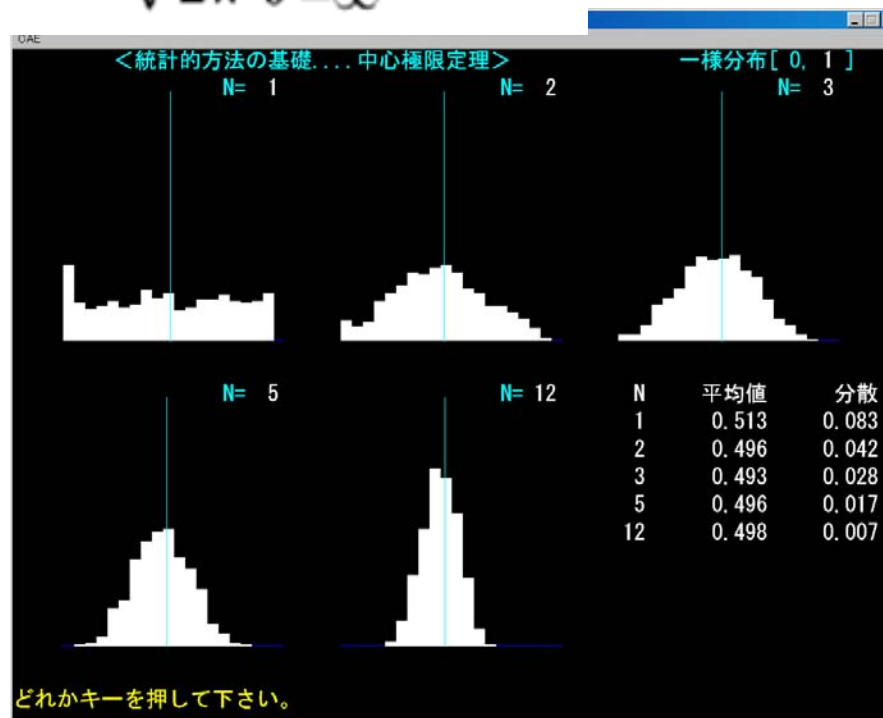 CAE
<統計的方法の基礎....中心極限定理> 一様分布[ 0, 1 ]
N= 1 N= 2 N= 3
N= 5 N= 12
N 平均値 分散
1 0.513 0.083
2 0.496 0.042
3 0.493 0.028
5 0.496 0.017
12 0.498 0.007
どれかキーを押して下さい。